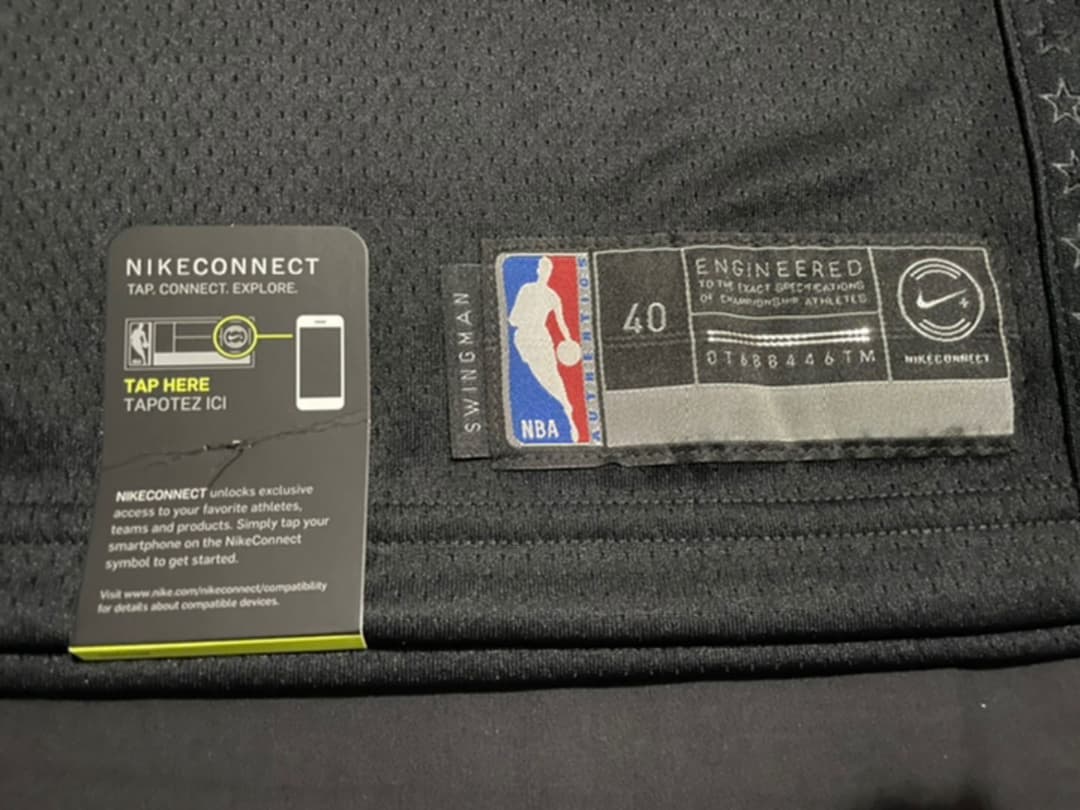 NIKECONNECT
TAP. CONNECT. EXPLORE.
TAP HERE
TAPOTEZ ICI
NIKECONNECT unlocks exclusive
access to your favorite athletes,
teams and products. Simply tap your
smartphone on the NikeConnect
symbol to get started.
Visit www.nike.com/nikeconnect/compatibility
for details about compatible devices.
SWINGMAN
NBA
AUTHENTICS
40
ENGINEERED
TO THE EXACT SPECIFICATIONS
OF CHAMPIONSHIP ATHLETES
NIKECONNECT